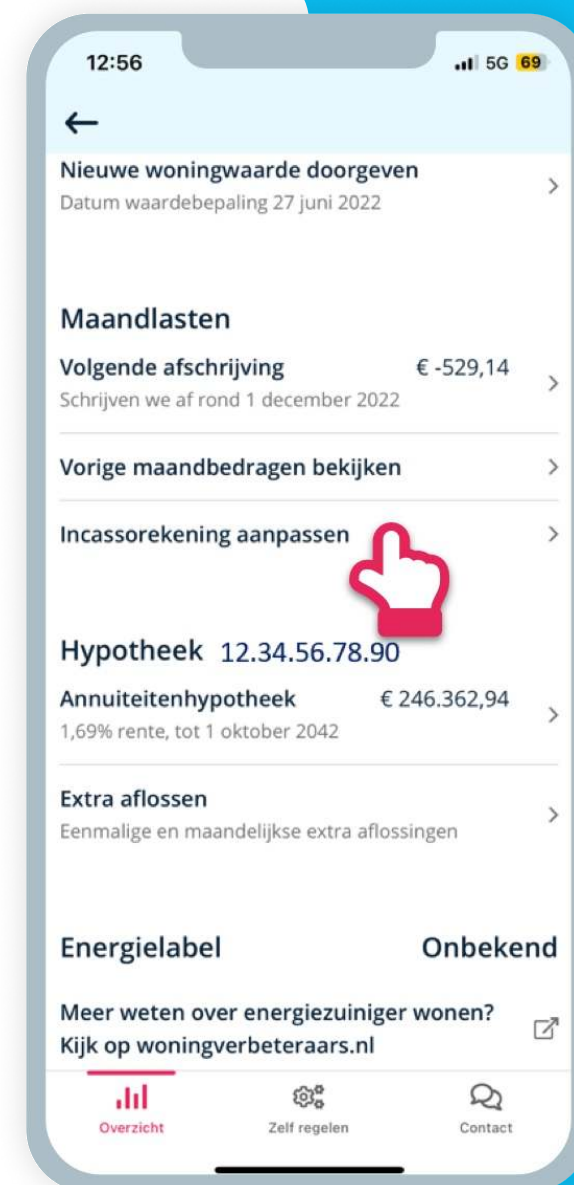 12:56
5G 69
Nieuwe woningwaarde doorgeven
Datum waardebepaling 27 juni 2022
Maandlasten
Volgende afschrijving € -529,14
Schrijven we af rond 1 december 2022
Vorige maandbedragen bekijken
Incassorekening aanpassen
Hypotheek 12.34.56.78.90
Annuiteitenhypotheek € 246.362,94
1,69% rente, tot 1 oktober 2042
Extra aflossen
Eenmalige en maandelijkse extra aflossingen
Energielabel Onbekend
Meer weten over energiezuiniger wonen?
Kijk op woningverbeteraars.nl
Overzicht Zelf regelen Contact